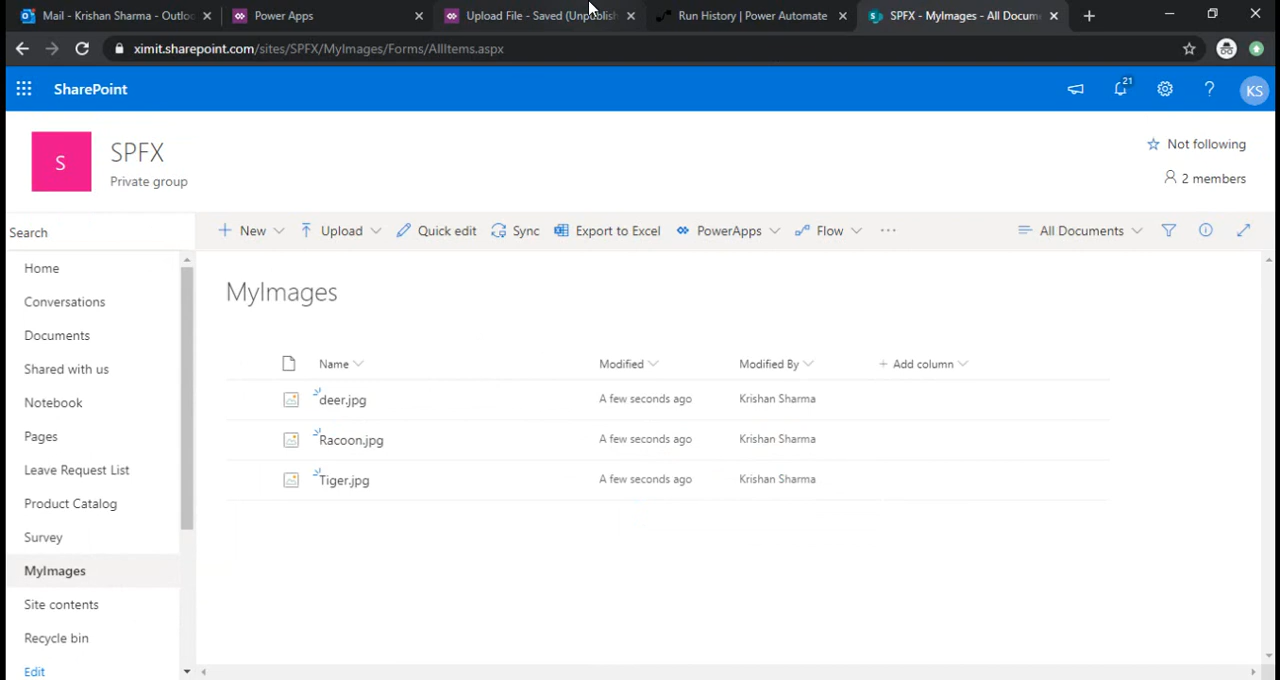 Mail - Krishan Sharma - Outloo
Power Apps
Upload File - Saved (Unpublish
Run History | Power Automate
SPFX - MyImages - All Docum
ximit.sharepoint.com/sites/SPFX/MyImages/Forms/AllItems.aspx
SharePoint
21
?
KS
S
SPFX
Private group
Not following
2 members
Search
+ New
Upload
Quick edit
Sync
Export to Excel
PowerApps
Flow
...
All Documents
Home
Conversations
Documents
Shared with us
Notebook
Pages
Leave Request List
Product Catalog
Survey
MyImages
Site contents
Recycle bin
Edit
MyImages
Name
Modified
Modified By
+ Add column
deer.jpg
A few seconds ago
Krishan Sharma
Racoon.jpg
A few seconds ago
Krishan Sharma
Tiger.jpg
A few seconds ago
Krishan Sharma